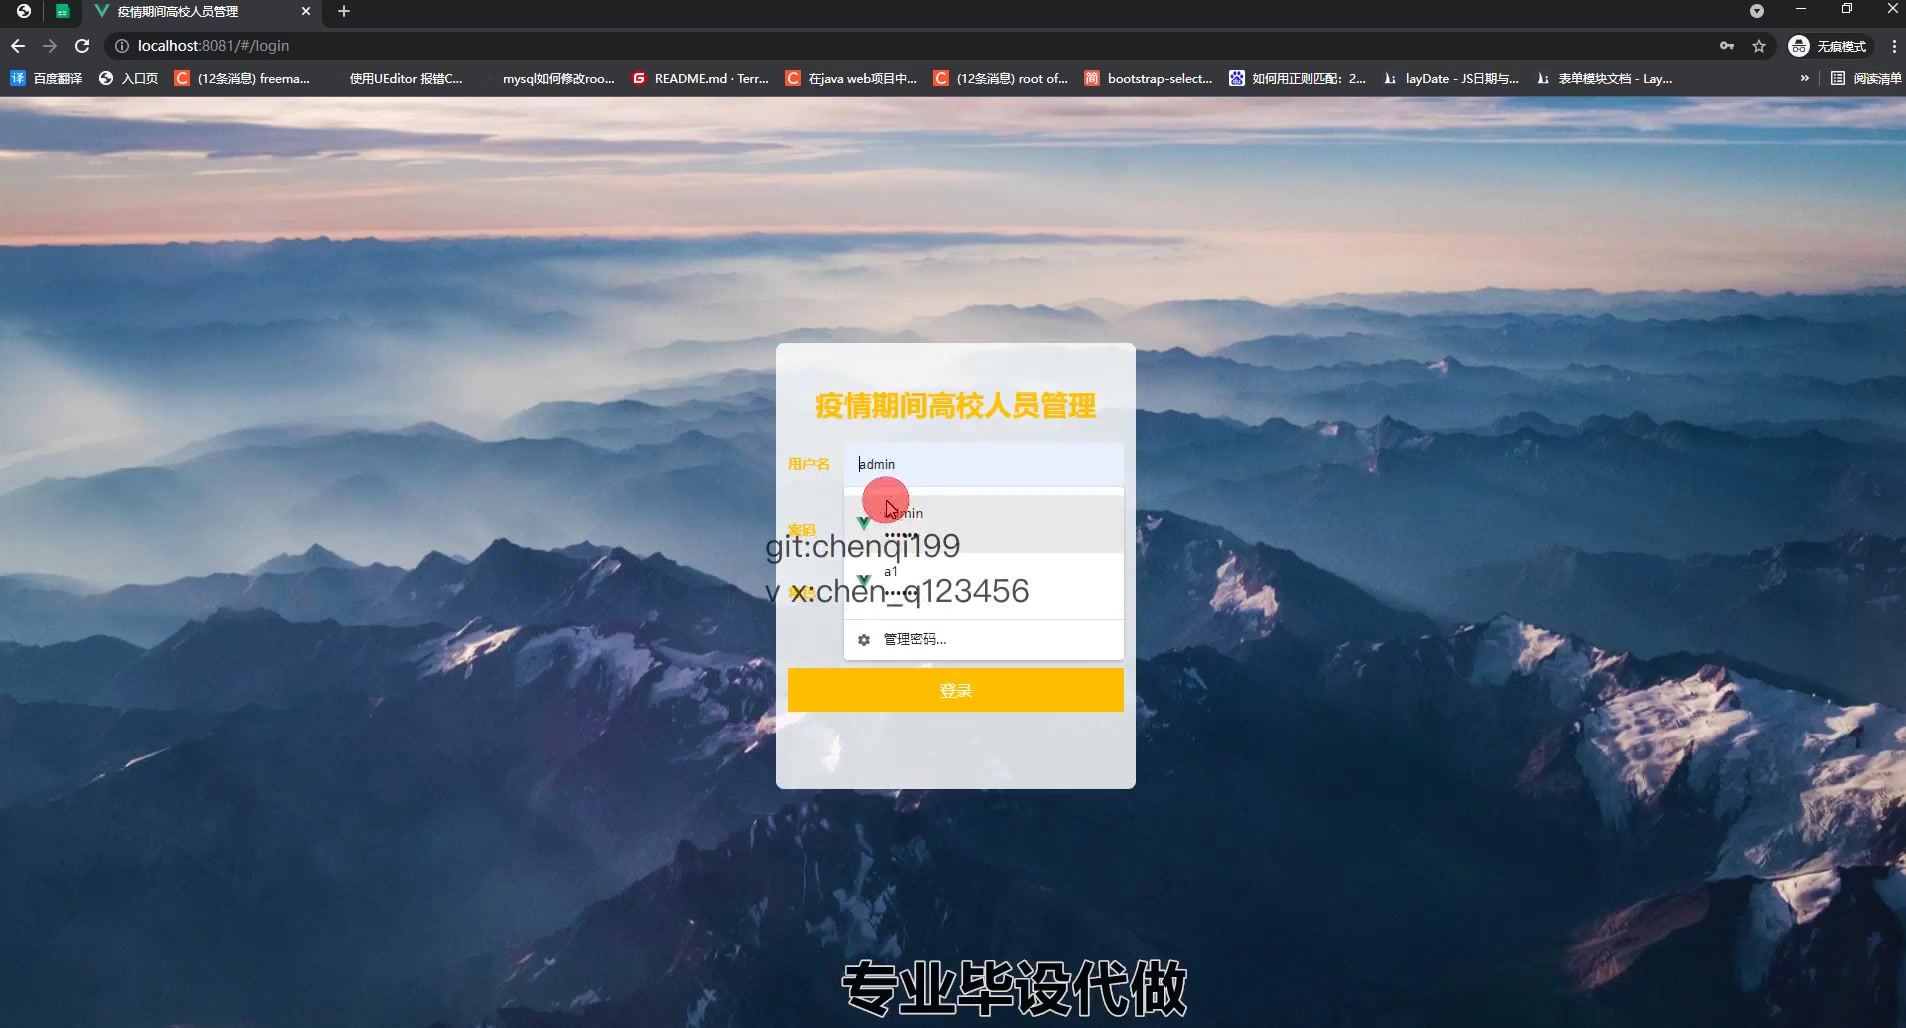 疫情期间高校人员管理
localhost:8081/#/login
无痕模式
百度翻译
入口页
(12条消息) freema...
使用UEditor 报错C...
mysql如何修改roo...
README.md · Terr...
在java web项目中...
(12条消息) root of...
bootstrap-select...
如何用正则匹配：2...
layDate - JS日期与...
表单模块文档 - Lay...
»
阅读清单
疫情期间高校人员管理
用户名
admin
密码
git:chenqi199
a1
v x:chen_q123456
管理密码...
登录
专业毕设代做